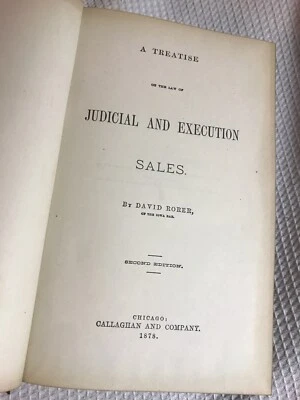 A TREATISE
ON THE LAW OF
JUDICIAL AND EXECUTION
SALES.
BY DAVID RORER,
OF THE IOWA BAR.
SECOND EDITION.
CHICAGO:
CALLAGHAN AND COMPANY.
1878.